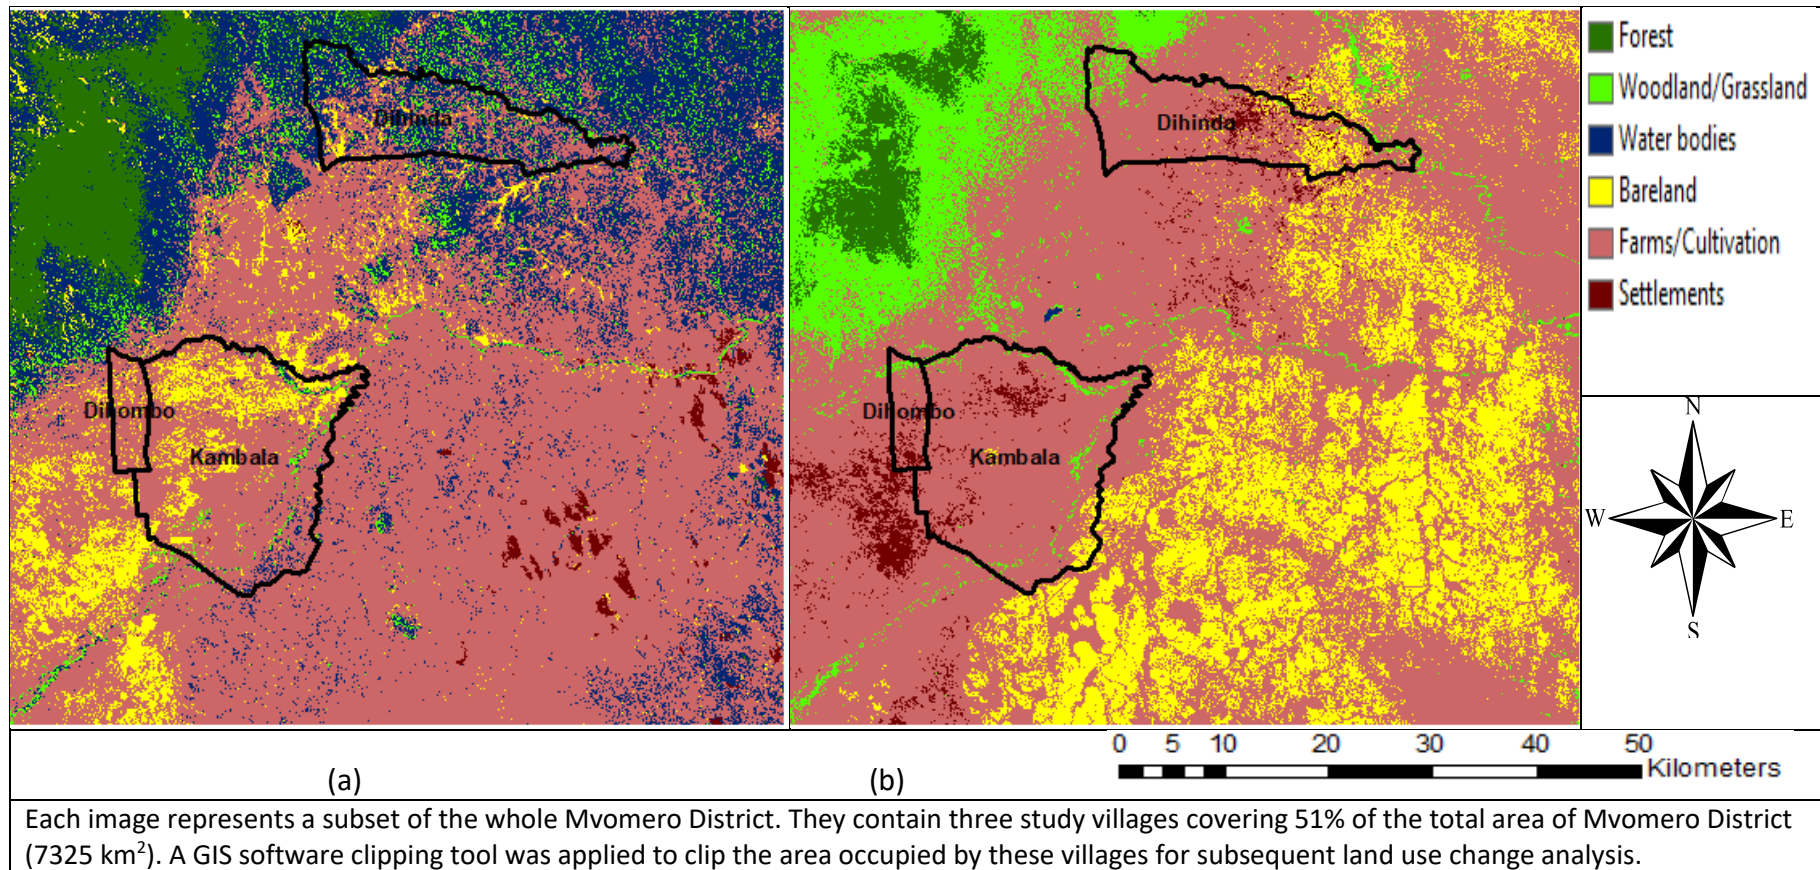 Dihinda
Dihombo
Kambala
Dihinda
Dihombo
Kambala
Forest
Woodland/Grassland
Water bodies
Bareland
Farms/Cultivation
Settlements
N
W E
S
0 5 10 20 30 40 50
Kilometers
(a) (b)
Each image represents a subset of the whole Mvomero District. They contain three study villages covering 51% of the total area of Mvomero District
(7325 km²). A GIS software clipping tool was applied to clip the area occupied by these villages for subsequent land use change analysis.